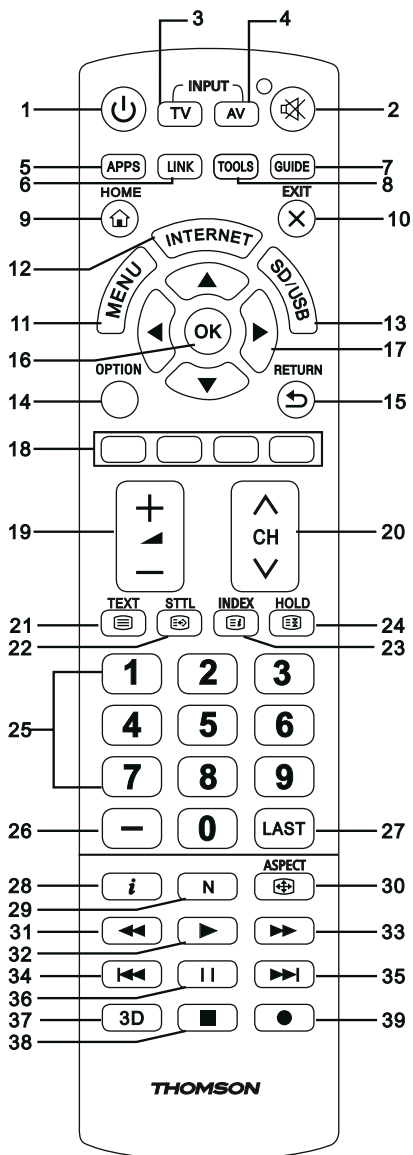 3 4
INPUT
1 TV AV 2
5 APPS LINK TOOLS GUIDE 7
6 8
HOME EXIT
9 10
12 INTERNET
11 MENU SD/USB 13
16 OK 17
OPTION RETURN
14 15
18
+
19 CH 20
−
TEXT STTL INDEX HOLD
21 24
22 23
1 2 3
25 4 5 6
7 8 9
26 − 0 LAST 27
ASPECT
28 i N 30
29
31 33
32
34 35
36
37 3D 39
38
THOMSON